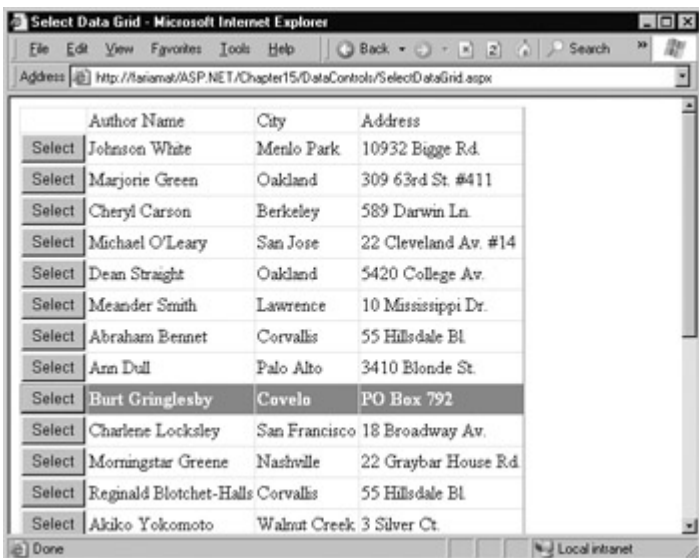 Select Data Grid - Microsoft Internet Explorer
File Edit View Favorites Tools Help Back Search »
Address http://fariamat/ASP.NET/Chapter15/DataControls/SelectDataGrid.aspx
Author Name City Address
Select Johnson White Menlo Park 10932 Bigge Rd.
Select Marjorie Green Oakland 309 63rd St. #411
Select Cheryl Carson Berkeley 589 Darwin Ln.
Select Michael O'Leary San Jose 22 Cleveland Av. #14
Select Dean Straight Oakland 5420 College Av.
Select Meander Smith Lawrence 10 Mississippi Dr.
Select Abraham Bennet Corvallis 55 Hillsdale Bl.
Select Ann Dull Palo Alto 3410 Blonde St.
Select Burt Gringlesby Covelo PO Box 792
Select Charlene Locksley San Francisco 18 Broadway Av.
Select Morningstar Greene Nashville 22 Graybar House Rd.
Select Reginald Blotchet-Halls Corvallis 55 Hillsdale Bl.
Select Akiko Yokomoto Walnut Creek 3 Silver Ct.
Done Local intranet